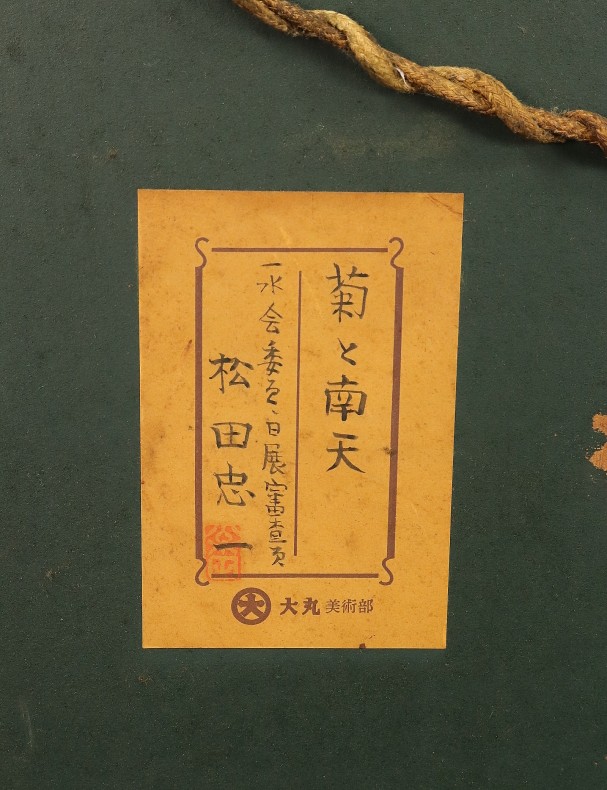 菊と南天
一水会委員、日展審査員
松田忠一
大 大丸美術部